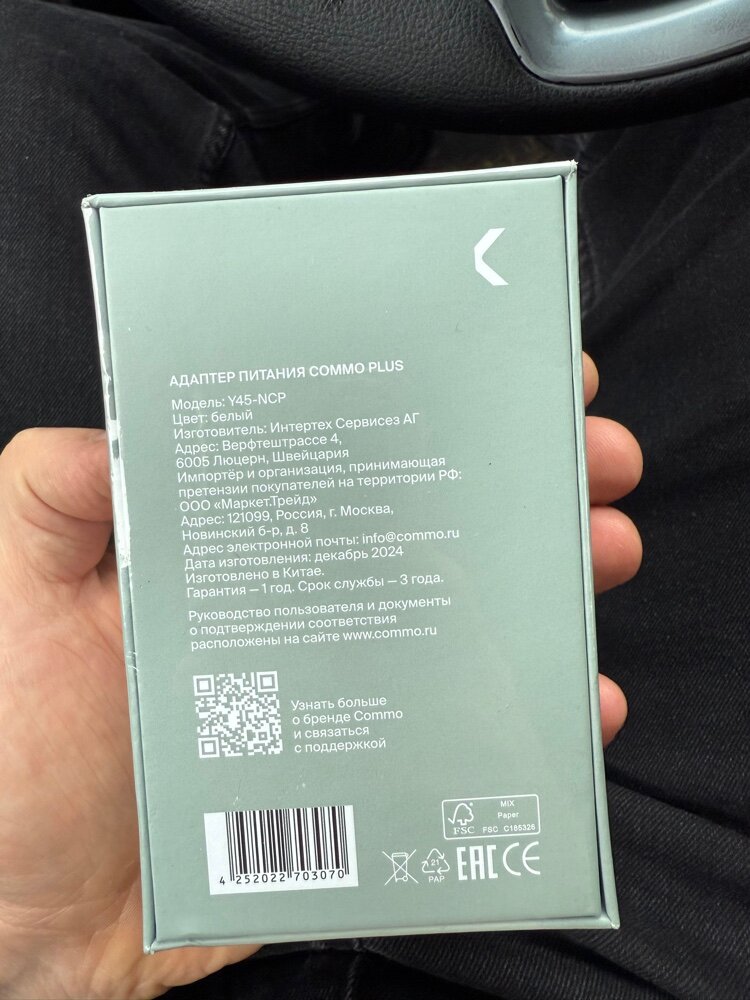 АДАПТЕР ПИТАНИЯ COMMO PLUS
Модель: Y45-NCP
Цвет: белый
Изготовитель: Интертех Сервисез АГ
Адрес: Верфтештрассе 4,
6005 Люцерн, Швейцария
Импортёр и организация, принимающая
претензии покупателей на территории РФ:
ООО «Маркет.Трейд»
Адрес: 121099, Россия, г. Москва,
Новинский б-р, д. 8
Адрес электронной почты: info@commo.ru
Дата изготовления: декабрь 2024
Изготовлено в Китае.
Гарантия — 1 год. Срок службы — 3 года.
Руководство пользователя и документы
о подтверждении соответствия
расположены на сайте www.commo.ru
Узнать больше
о бренде Commo
и связаться
с поддержкой
4 252022 703070
FSC
MIX
Paper
FSC C185326
21
PAP
EAC CE